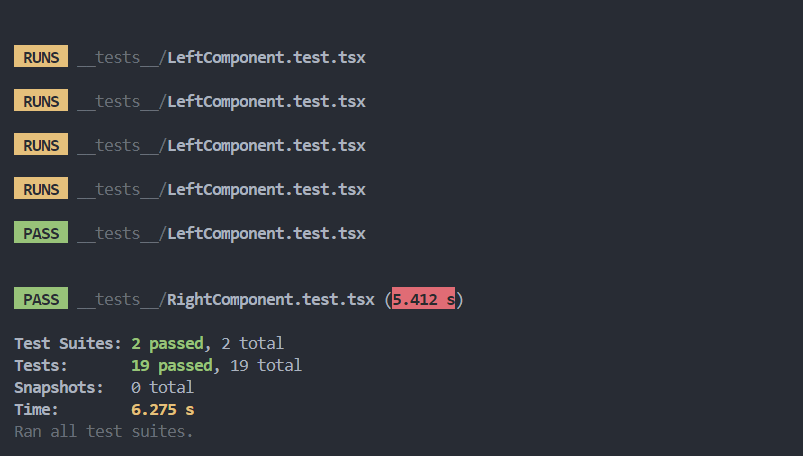 RUNS __tests__/LeftComponent.test.tsx
RUNS __tests__/LeftComponent.test.tsx
RUNS __tests__/LeftComponent.test.tsx
RUNS __tests__/LeftComponent.test.tsx
PASS __tests__/LeftComponent.test.tsx
PASS __tests__/RightComponent.test.tsx (5.412 s)
Test Suites: 2 passed, 2 total
Tests: 19 passed, 19 total
Snapshots: 0 total
Time: 6.275 s
Ran all test suites.